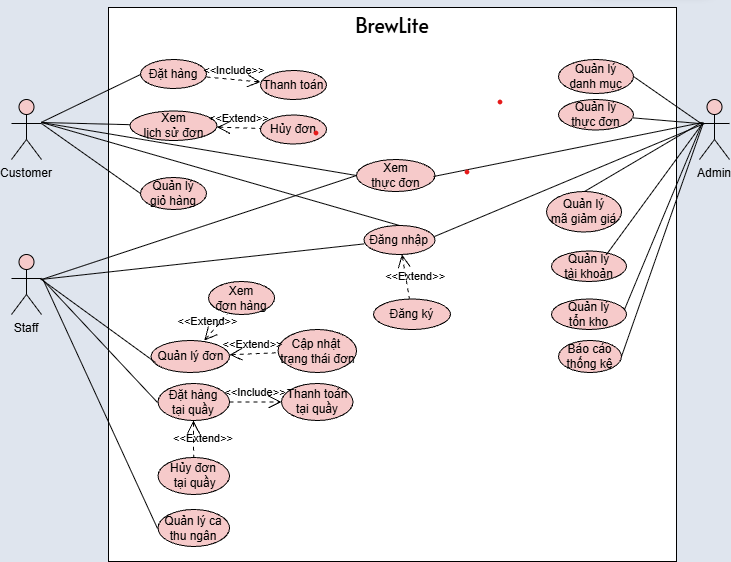 BrewLite
Đặt hàng
<<Include>>
Thanh toán
Xem
lịch sử đơn
<<Extend>>
Hủy đơn
Customer
Quản lý
giỏ hàng
Xem
thực đơn
Đăng nhập
<<Extend>>
Đăng ký
Quản lý
danh mục
Quản lý
thực đơn
Admin
Quản lý
mã giảm giá
Quản lý
tài khoản
Quản lý
tồn kho
Báo cáo
thống kê
Staff
Xem
đơn hàng
<<Extend>>
Quản lý đơn
<<Extend>>
Cập nhật
trạng thái đơn
Đặt hàng
tại quầy
<<Include>>
Thanh toán
tại quầy
<<Extend>>
Hủy đơn
tại quầy
Quản lý ca
thu ngân